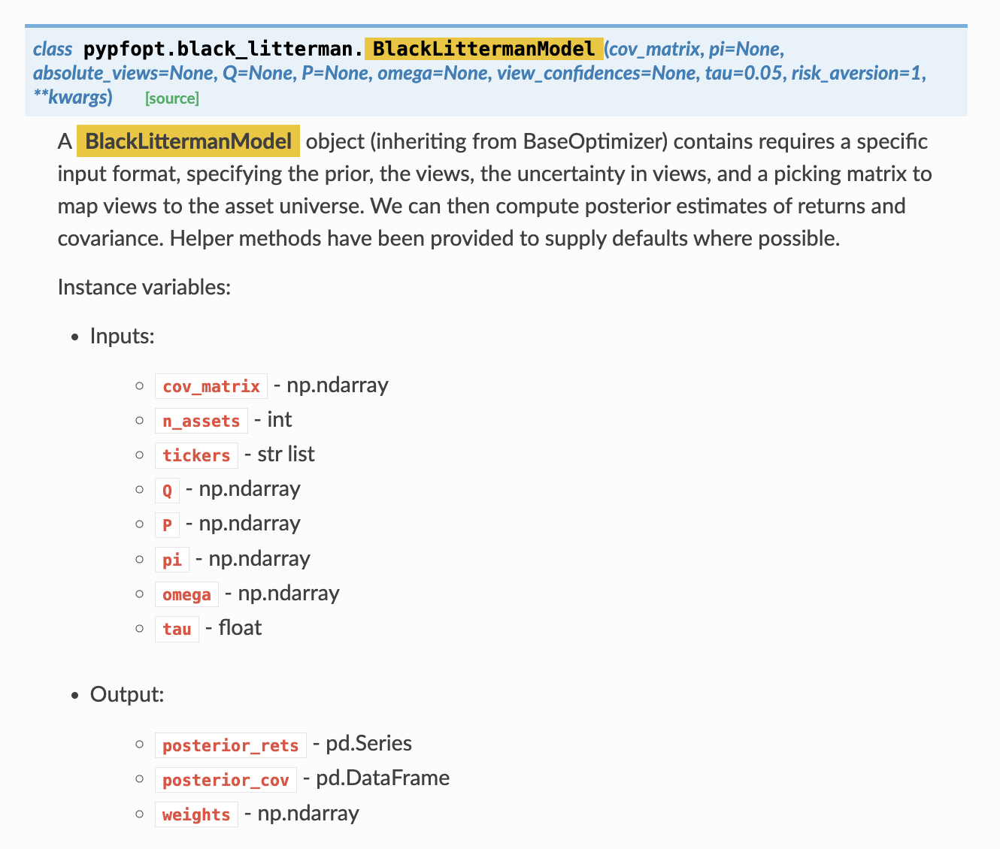 class pypfopt.black_litterman.BlackLittermanModel(cov_matrix, pi=None,
absolute_views=None, Q=None, P=None, omega=None, view_confidences=None, tau=0.05, risk_aversion=1,
**kwargs) [source]
A BlackLittermanModel object (inheriting from BaseOptimizer) contains requires a specific
input format, specifying the prior, the views, the uncertainty in views, and a picking matrix to
map views to the asset universe. We can then compute posterior estimates of returns and
covariance. Helper methods have been provided to supply defaults where possible.
Instance variables:
• Inputs:
○ cov_matrix - np.ndarray
○ n_assets - int
○ tickers - str list
○ Q - np.ndarray
○ P - np.ndarray
○ pi - np.ndarray
○ omega - np.ndarray
○ tau - float
• Output:
○ posterior_rets - pd.Series
○ posterior_cov - pd.DataFrame
○ weights - np.ndarray